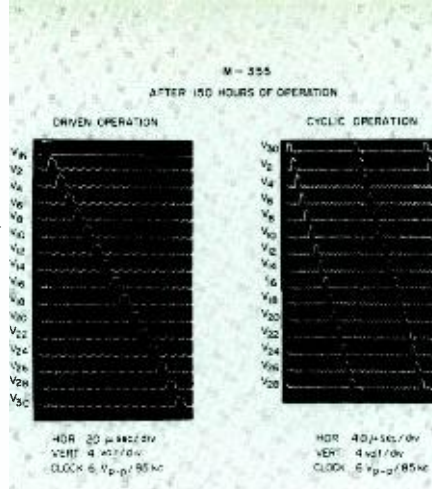 M-355
AFTER 150 HOURS OF OPERATION
DRIVEN OPERATION
VIN
V2
V4
V6
V8
V10
V12
V14
V16
V18
V20
V22
V24
V26
V28
V30
HOR 20 μsec/div
VERT 4 volt/div
CLOCK 6 Vp-p/85 kc
CYCLIC OPERATION
V30
V2
V4
V6
V8
V10
V12
V14
V16
V18
V20
V22
V24
V26
V28
HOR 40 μsec/div
VERT 4 volt/div
CLOCK 6 Vp-p/85 kc